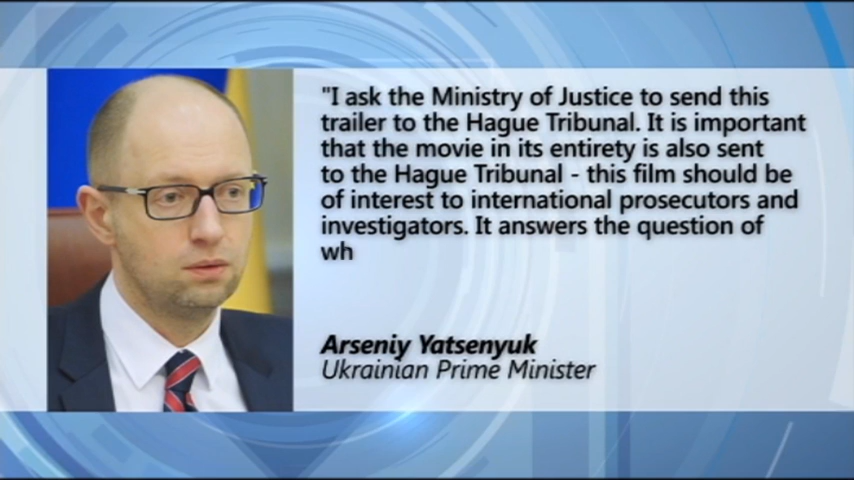 "I ask the Ministry of Justice to send this
trailer to the Hague Tribunal. It is important
that the movie in its entirety is also sent
to the Hague Tribunal - this film should be
of interest to international prosecutors and
investigators. It answers the question of
wh
Arseniy Yatsenyuk
Ukrainian Prime Minister